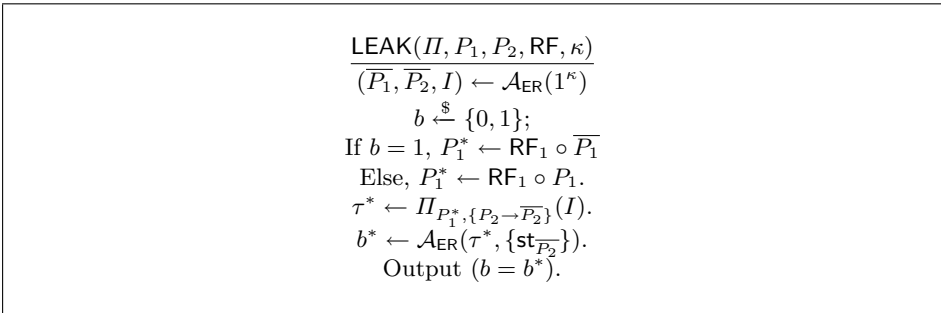 LEAK(Π, P₁, P₂, RF, κ)
(P̅₁, P̅₂, I) ← 𝒜_ER(1^κ)
b ←$ {0, 1};
If b = 1, P₁* ← RF₁ ∘ P̅₁
Else, P₁* ← RF₁ ∘ P₁.
τ* ← Π_{P₁*, {P₂→P̅₂}}(I).
b* ← 𝒜_ER(τ*, {st_{P̅₂}}).
Output (b = b*).